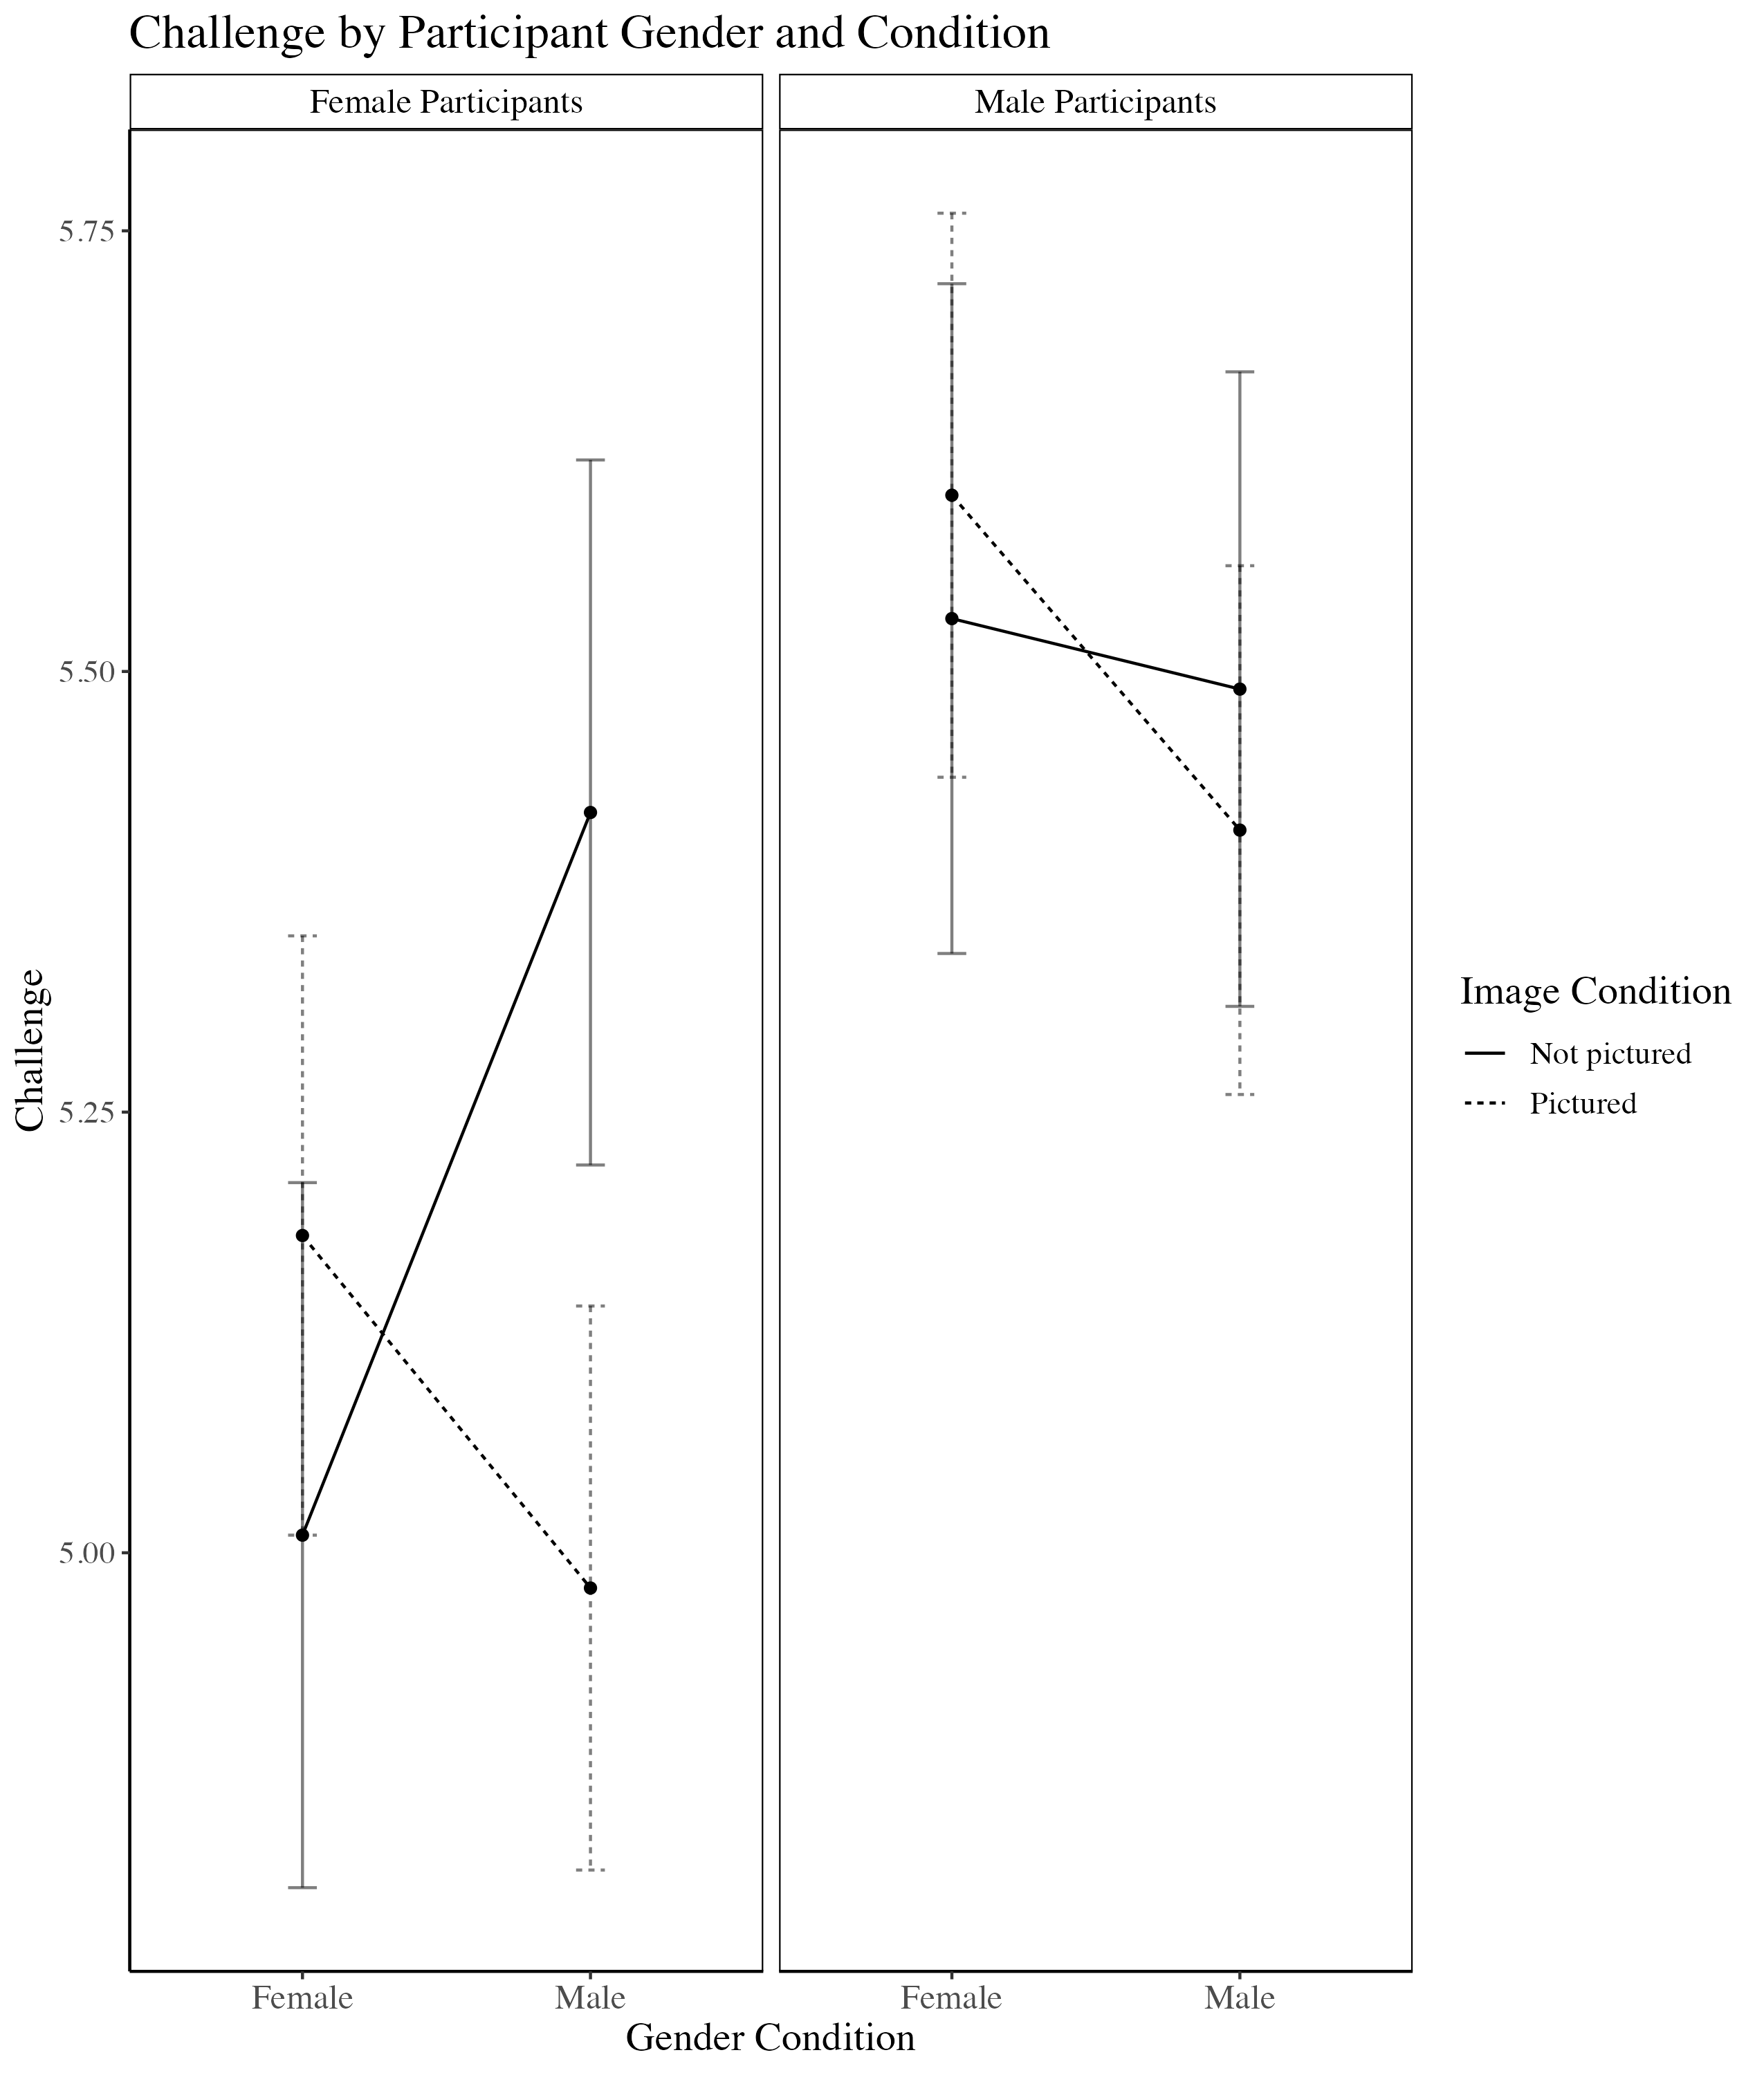 Challenge by Participant Gender and Condition
Female Participants
Male Participants
5.75
5.50
5.25
5.00
Challenge
Female
Male
Female
Male
Gender Condition
Image Condition
Not pictured
Pictured